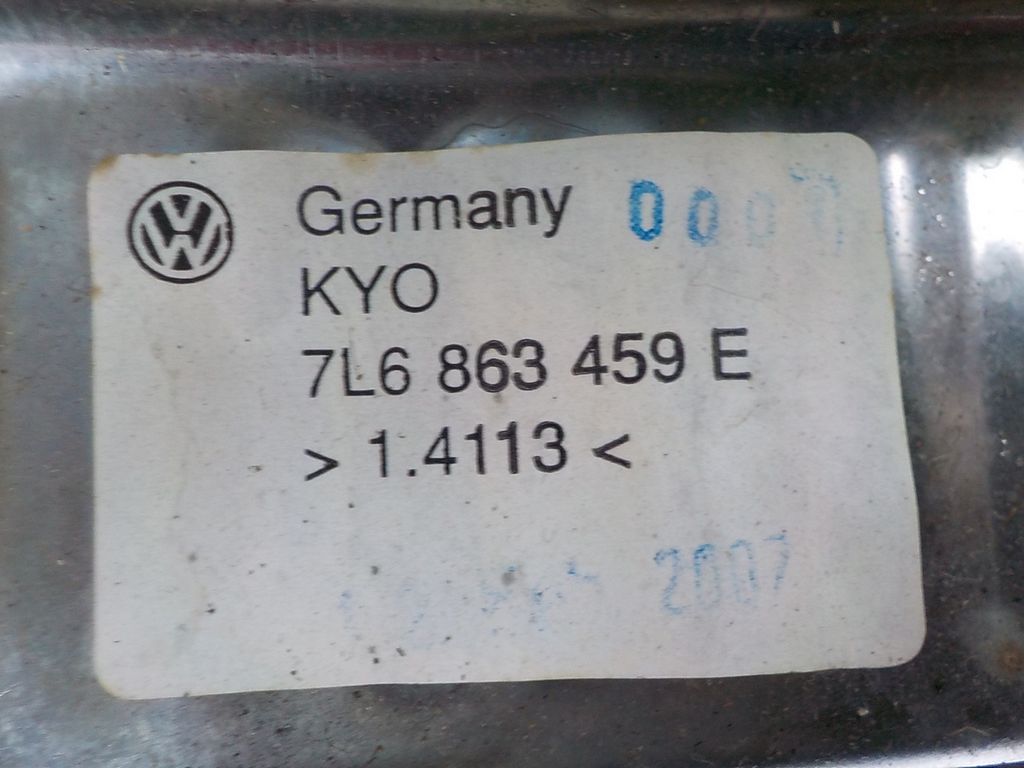 Germany
KYO
7L6 863 459 E
> 1.4113 <
2007